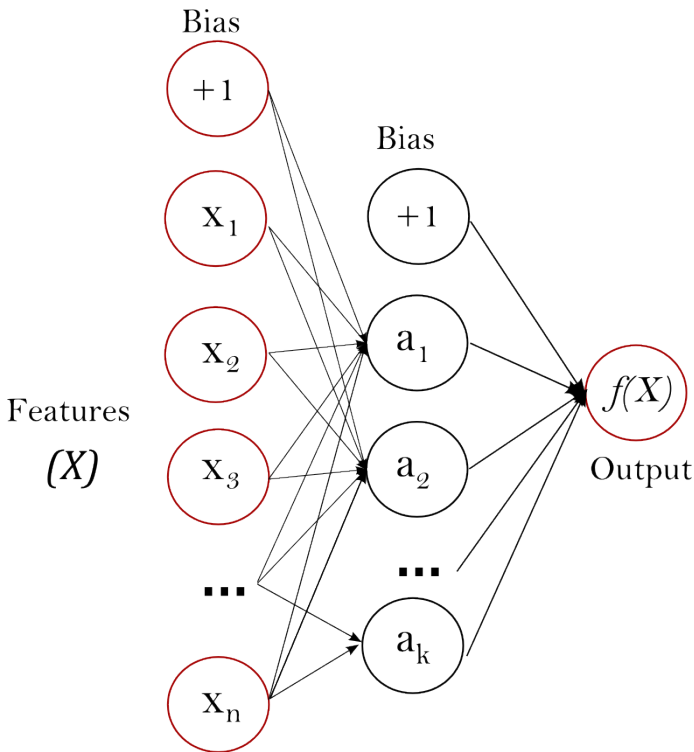 Bias
+1
x₁
x₂
x₃
...
xₙ
Features
(X)
Bias
+1
a₁
a₂
...
aₖ
f(X)
Output